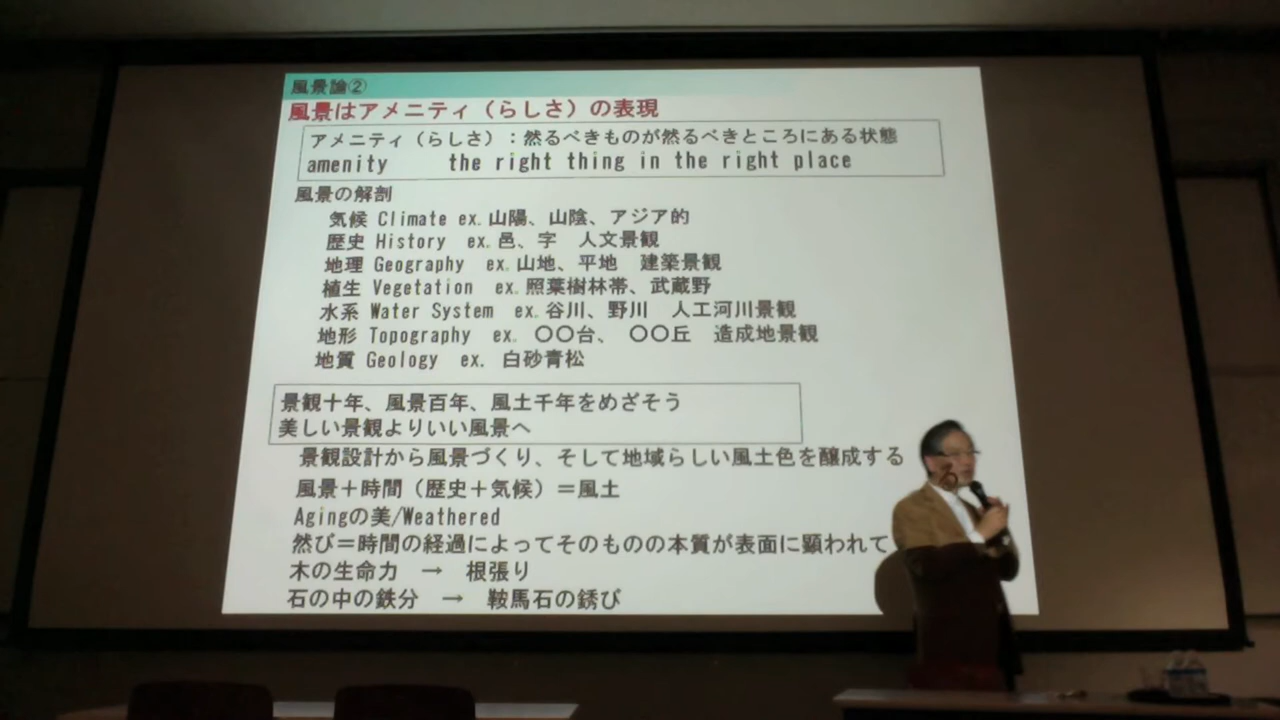 風景論②
風景はアメニティ（らしさ）の表現
アメニティ（らしさ）：然るべきものが然るべきところにある状態
amenity the right thing in the right place
風景の解剖
気候 Climate ex. 山陽、山陰、アジア的
歴史 History ex. 邑、字 人文景観
地理 Geography ex. 山地、平地 建築景観
植生 Vegetation ex. 照葉樹林帯、武蔵野
水系 Water System ex. 谷川、野川 人工河川景観
地形 Topography ex. 〇〇台、 〇〇丘 造成地景観
地質 Geology ex. 白砂青松
景観十年、風景百年、風土千年をめざそう
美しい景観よりいい風景へ
景観設計から風景づくり、そして地域らしい風土色を醸成する
風景＋時間（歴史＋気候）＝風土
Agingの美/Weathered
然び＝時間の経過によってそのものの本質が表面に顕われて
木の生命力 → 根張り
石の中の鉄分 → 鞍馬石の銹び